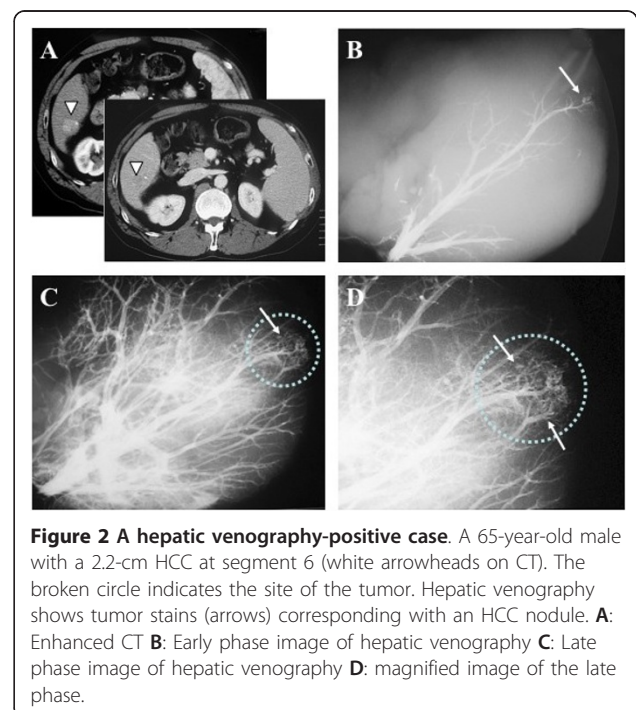 A
B
C
D
Figure 2 A hepatic venography-positive case. A 65-year-old male
with a 2.2-cm HCC at segment 6 (white arrowheads on CT). The
broken circle indicates the site of the tumor. Hepatic venography
shows tumor stains (arrows) corresponding with an HCC nodule. A:
Enhanced CT B: Early phase image of hepatic venography C: Late
phase image of hepatic venography D: magnified image of the late
phase.